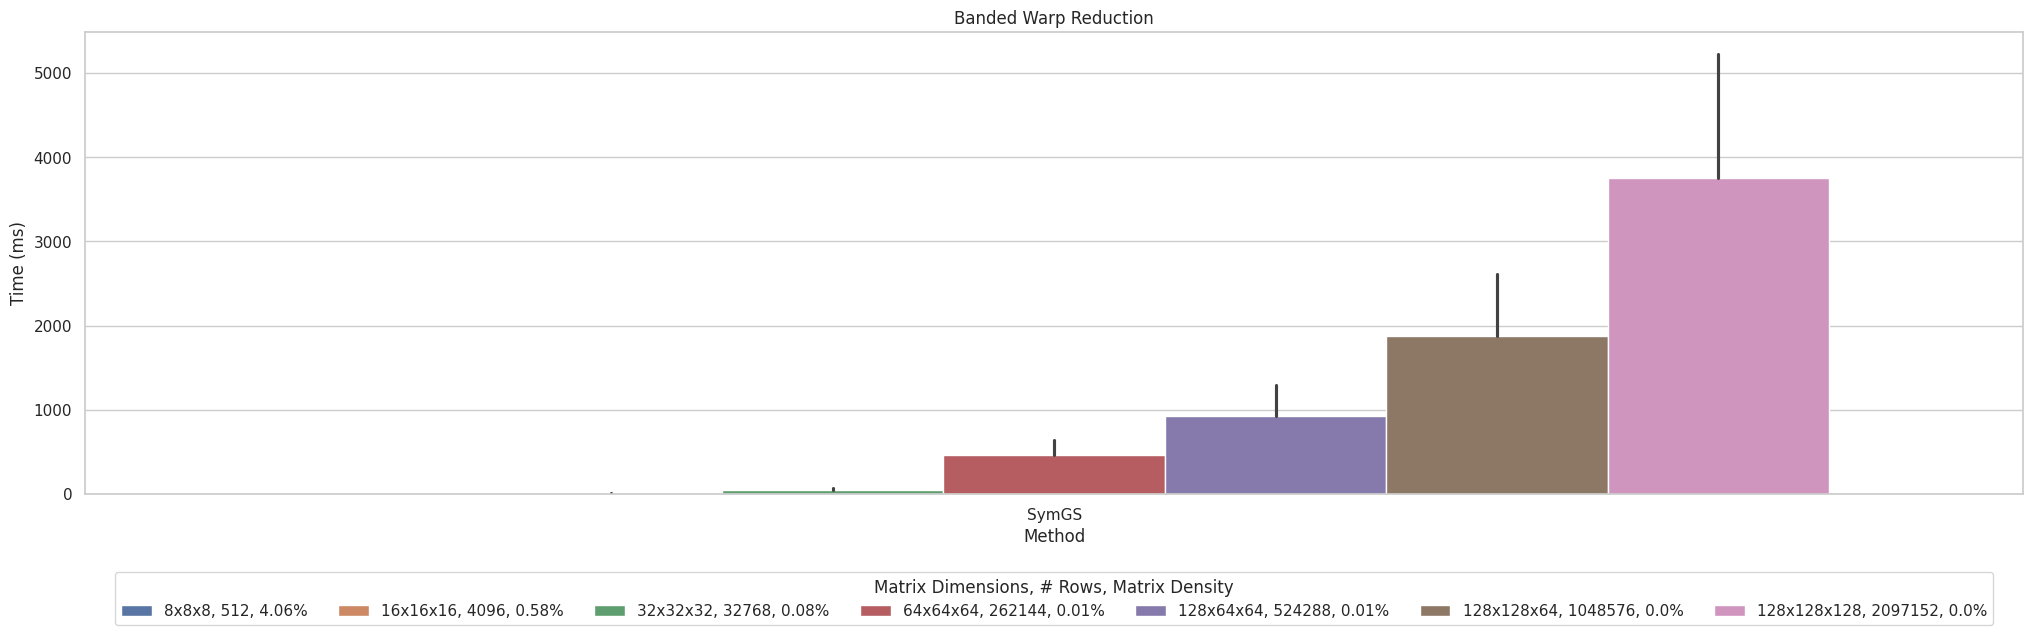 Banded Warp Reduction
5000
4000
3000
2000
1000
0
Time (ms)
SymGS
Method
Matrix Dimensions, # Rows, Matrix Density
8x8x8, 512, 4.06% 16x16x16, 4096, 0.58% 32x32x32, 32768, 0.08% 64x64x64, 262144, 0.01% 128x64x64, 524288, 0.01% 128x128x64, 1048576, 0.0% 128x128x128, 2097152, 0.0%